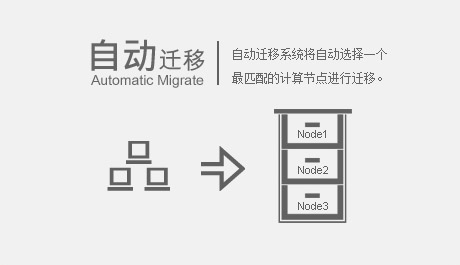 自动迁移
Automatic Migrate
自动迁移系统将自动选择一个
最匹配的计算节点进行迁移。
Node1
Node2
Node3